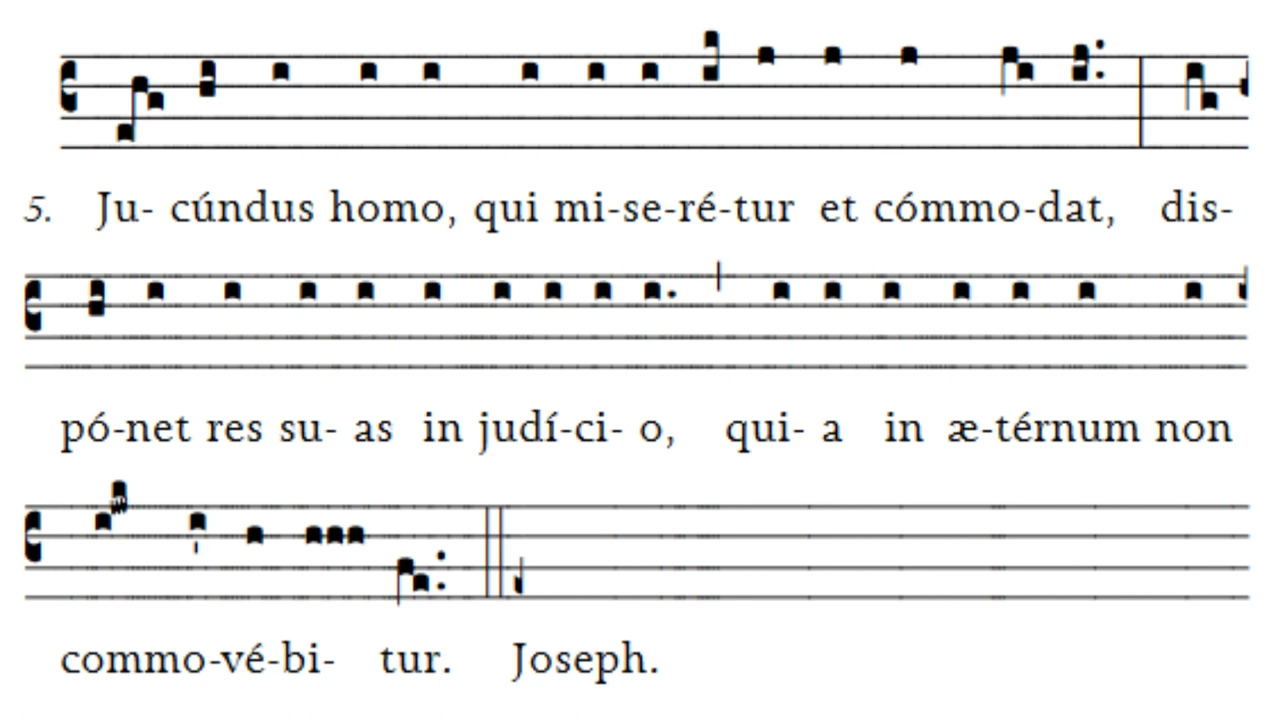 5. Ju- cúndus homo, qui mi-se-ré-tur et cómmo-dat, dis-
pó-net res su- as in judí-ci- o, qui- a in æ-térnum non
commo-vé-bi- tur. Joseph.